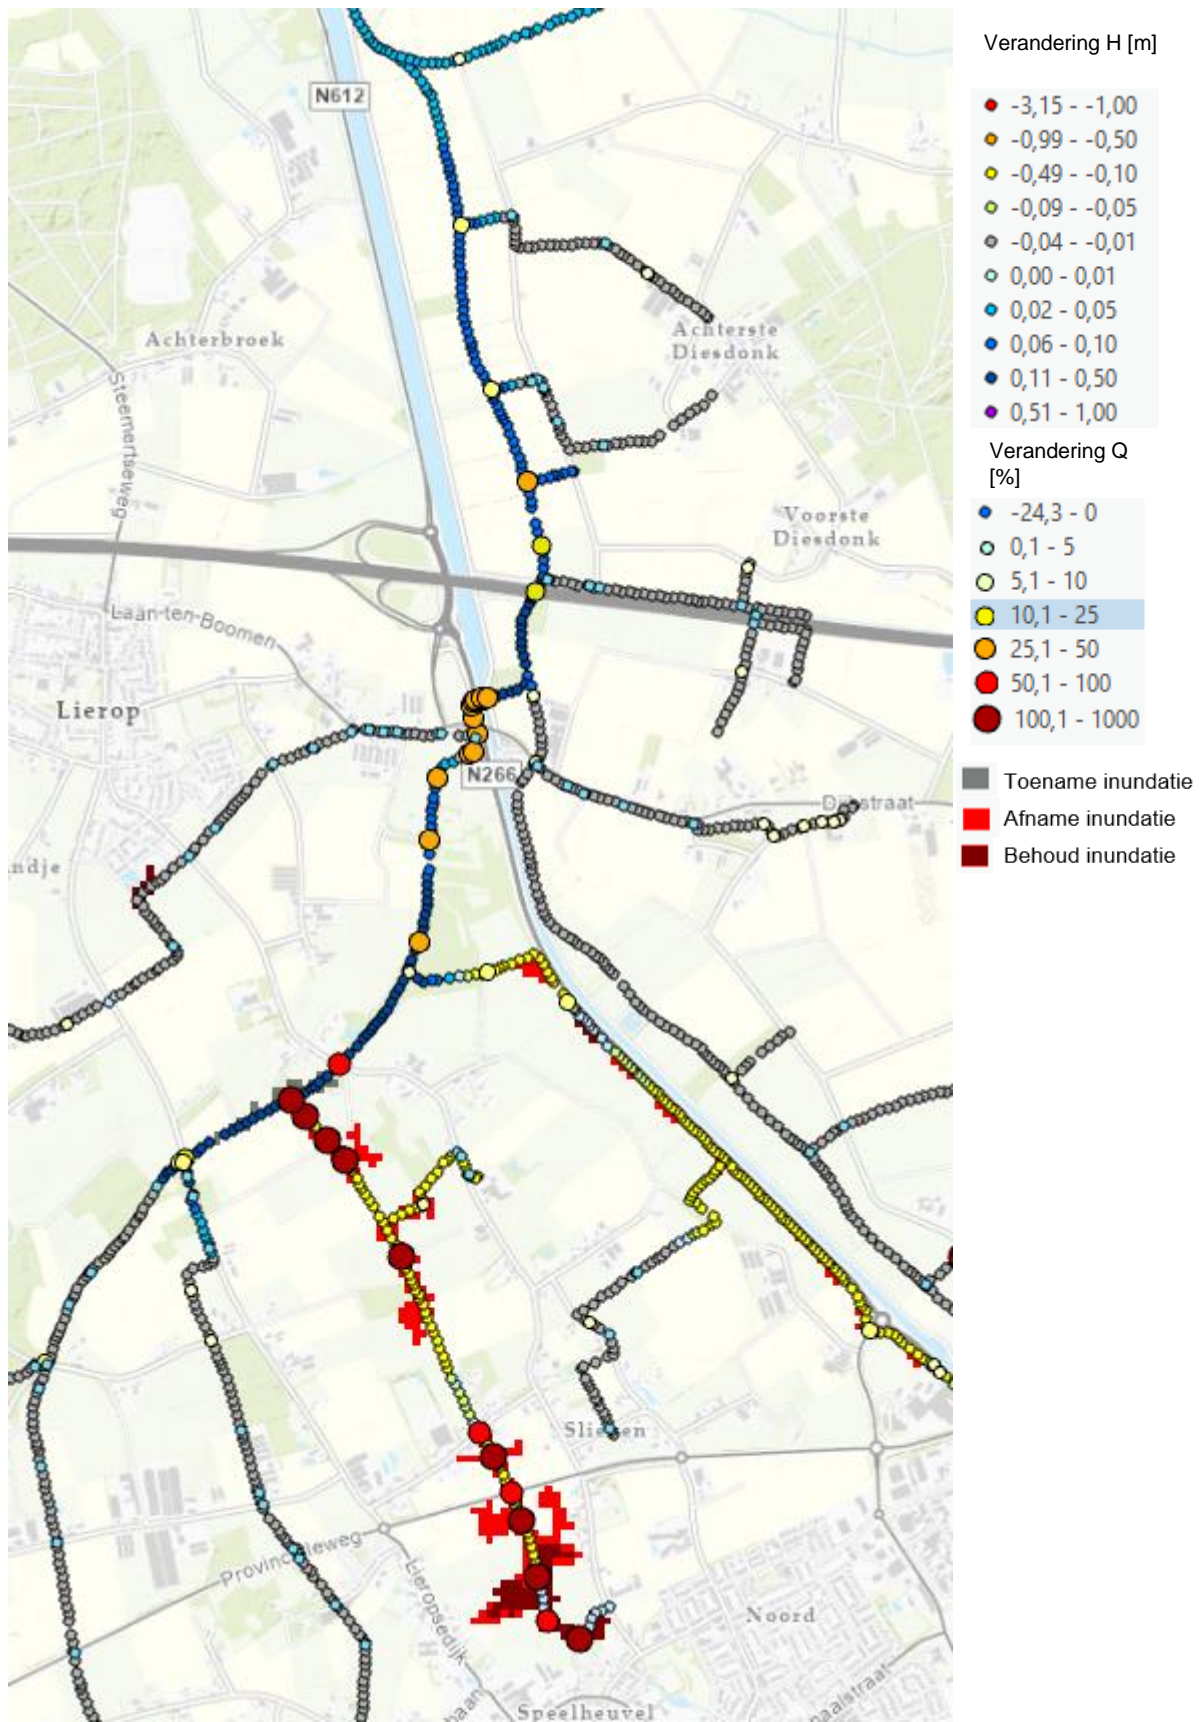 Verandering H [m]
-3,15 - -1,00
-0,99 - -0,50
-0,49 - -0,10
-0,09 - -0,05
-0,04 - -0,01
0,00 - 0,01
0,02 - 0,05
0,06 - 0,10
0,11 - 0,50
0,51 - 1,00
Verandering Q
[%]
-24,3 - 0
0,1 - 5
5,1 - 10
10,1 - 25
25,1 - 50
50,1 - 100
100,1 - 1000
Toename inundatie
Afname inundatie
Behoud inundatie
N612
Achterbroek
Achterste
Diesdonk
Steemertseweg
Voorste
Diesdonk
Laan-ten-Boomen
Lierop
N266
ndje
Provincialeweg
Lieropsedijk
Noord
Speelheuvel